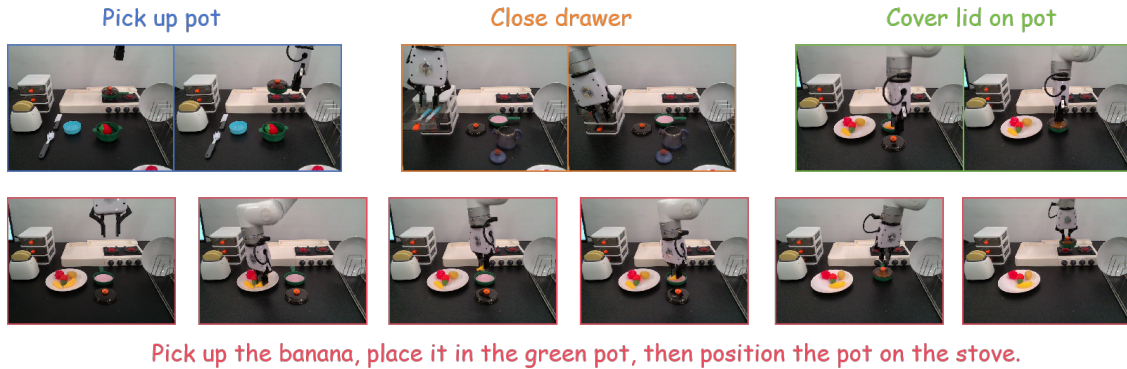 Pick up pot
Close drawer
Cover lid on pot
Pick up the banana, place it in the green pot, then position the pot on the stove.